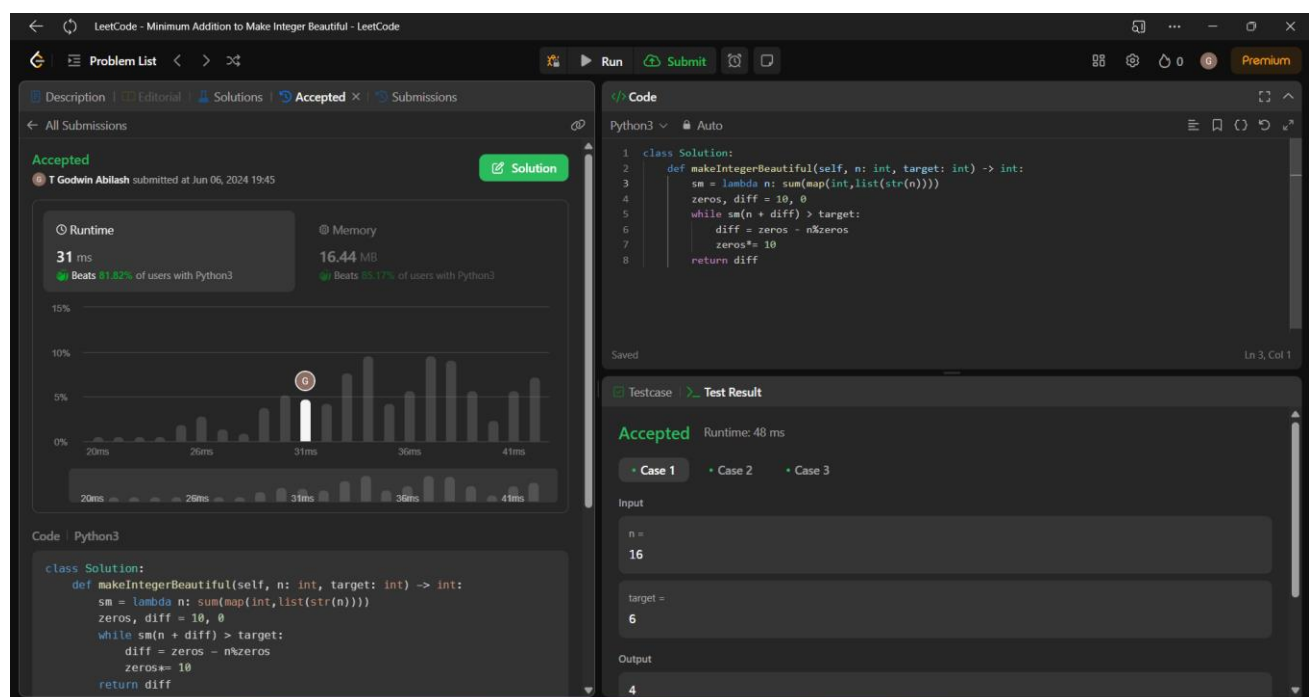 LeetCode - Minimum Addition to Make Integer Beautiful - LeetCode
Problem List
Run
Submit
0
G
Premium
Description
Editorial
Solutions
Accepted
Submissions
All Submissions
Accepted
G T Godwin Abilash submitted at Jun 06, 2024 19:45
Solution
Runtime
31 ms
Beats 81.82% of users with Python3
Memory
16.44 MB
Beats 85.17% of users with Python3
15%
10%
5%
0%
G
20ms 26ms 31ms 36ms 41ms
20ms 26ms 31ms 36ms 41ms
Code | Python3
class Solution:
    def makeIntegerBeautiful(self, n: int, target: int) -> int:
        sm = lambda n: sum(map(int,list(str(n))))
        zeros, diff = 10, 0
        while sm(n + diff) > target:
            diff = zeros - n%zeros
            zeros*= 10
        return diff
</> Code
Python3 Auto
1 class Solution:
2     def makeIntegerBeautiful(self, n: int, target: int) -> int:
3         sm = lambda n: sum(map(int,list(str(n))))
4         zeros, diff = 10, 0
5         while sm(n + diff) > target:
6             diff = zeros - n%zeros
7             zeros*= 10
8         return diff
Saved
Ln 3, Col 1
Testcase
>_ Test Result
Accepted Runtime: 48 ms
• Case 1 • Case 2 • Case 3
Input
n =
16
target =
6
Output
4